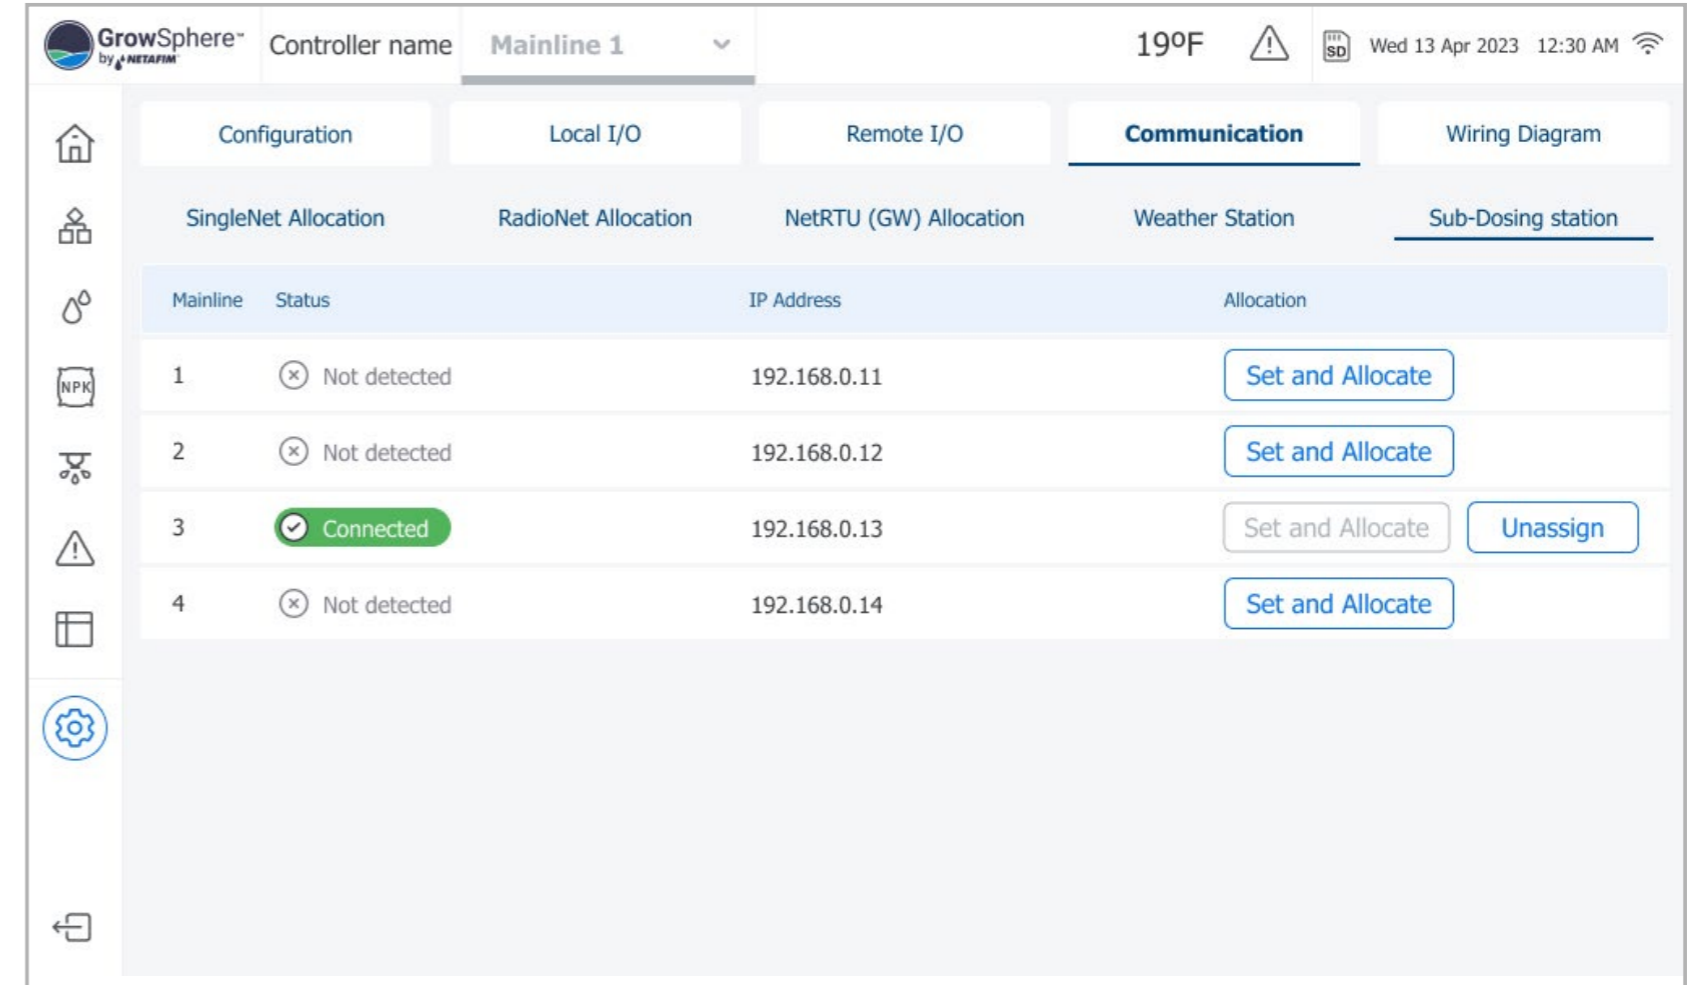 GrowSphere™ Controller name Mainline 1 19ºF SD Wed 13 Apr 2023 12:30 AM
by NETAFIM™
Configuration Local I/O Remote I/O Communication Wiring Diagram
SingleNet Allocation RadioNet Allocation NetRTU (GW) Allocation Weather Station Sub-Dosing station
Mainline Status IP Address Allocation
1 Not detected 192.168.0.11 Set and Allocate
NPK
2 Not detected 192.168.0.12 Set and Allocate
3 Connected 192.168.0.13 Set and Allocate Unassign
4 Not detected 192.168.0.14 Set and Allocate